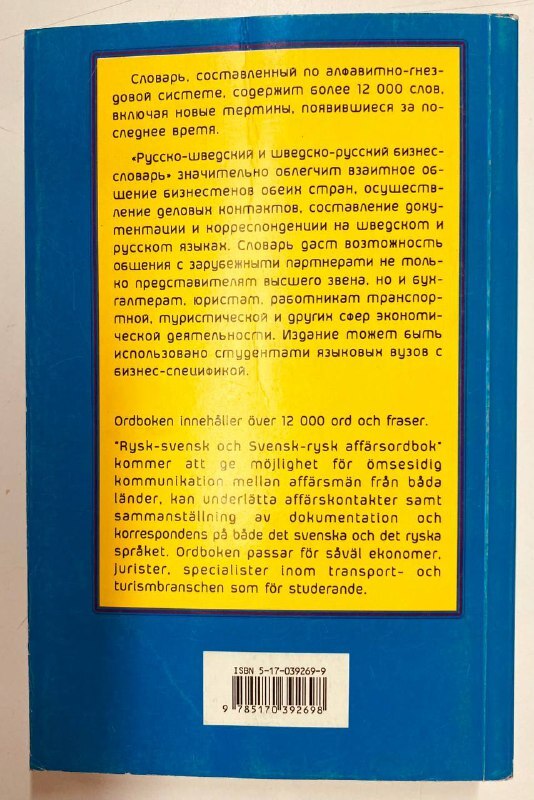 Словарь, составленный по алфавитно-гнез-
довой системе, содержит более 12 000 слов,
включая новые термины, появившиеся за по-
следнее время.
«Русско-шведский и шведско-русский бизнес-
словарь» значительно облегчит взаимное об-
щение бизнесменов обеих стран, осуществ-
ление деловых контактов, составление доку-
ментации и корреспонденции на шведском и
русском языках. Словарь даст возможность
общения с зарубежными партнерами не толь-
ко представителям высшего звена, но и бух-
галтерам, юристам, работникам транспорт-
ной, туристической и других сфер экономи-
ческой деятельности. Издание может быть
использовано студентами языковых вузов с
бизнес-спецификой.
Ordboken innehåller över 12 000 ord och fraser.
"Rysk-svensk och Svensk-rysk affärsordbok"
kommer att ge möjlighet för ömsesidig
kommunikation mellan affärsmän från båda
länder, kan underlätta affärskontakter samt
sammanställning av dokumentation och
korrespondens på både det svenska och det ryska
språket. Ordboken passar för såväl ekonomer,
jurister, specialister inom transport- och
turismbranschen som för studerande.
ISBN 5-17-039269-9
9 785170 392698